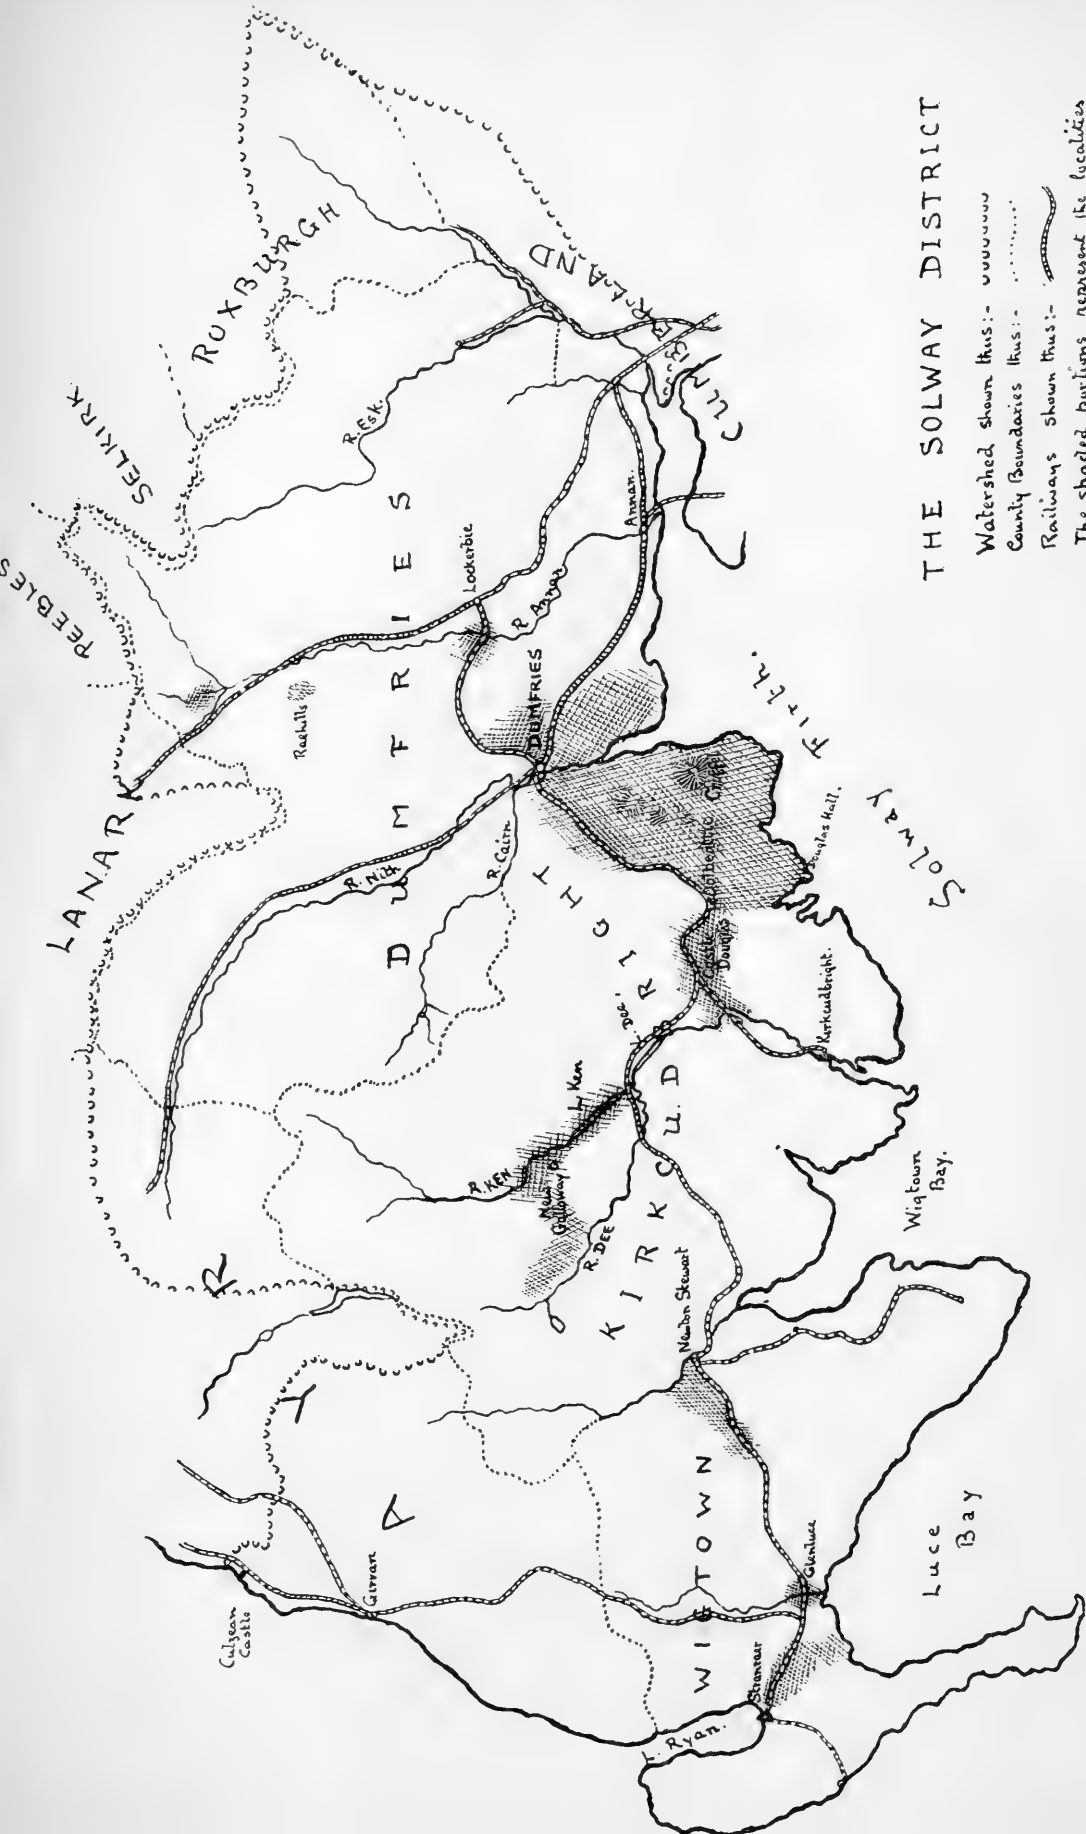 THE SOLWAY DISTRICT
Watershed shown thus:-
County Boundaries thus:-
Railways shown thus:-
The shaded portions represent the localities
PEEBLES
SELKIRK
ROXBURGH
LANARK
CUMBERLAND
DUMFRIES
KIRKCUDBRIGHT
WIGTOWN
AYR
R. Esk.
Lockerbie
R. Annan
Annan.
Raehills
DUMFRIES
R. Nith
R. Cairn
Criffel
Dalbeattie
Douglas Hall.
Castle
Douglas
Kirkcudbright.
L. Dee
L. Ken
R. KEN
New
Galloway
R. DEE
Newton Stewart
Glenluce
Stranraer
L. Ryan.
Girvan
Culzean
Castle
Solway
Firth.
Wigtown
Bay.
Luce
Bay